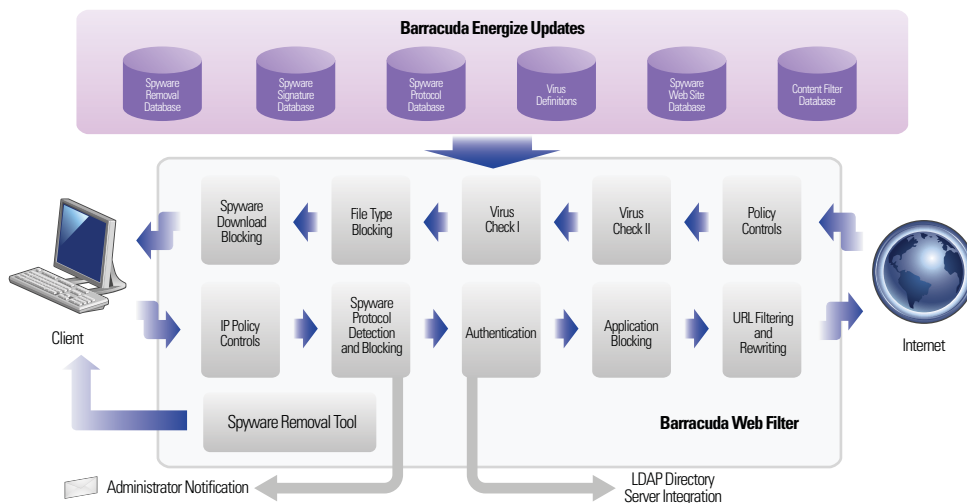 Barracuda Energize Updates
Spyware
Removal
Database
Spyware
Signature
Database
Spyware
Protocol
Database
Virus
Definitions
Spyware
Web Site
Database
Content Filter
Database
Spyware
Download
Blocking
File Type
Blocking
Virus
Check I
Virus
Check II
Policy
Controls
Client
IP Policy
Controls
Spyware
Protocol
Detection
and Blocking
Authentication
Application
Blocking
URL Filtering
and
Rewriting
Internet
Spyware Removal Tool
Barracuda Web Filter
Administrator Notification
LDAP Directory
Server Integration